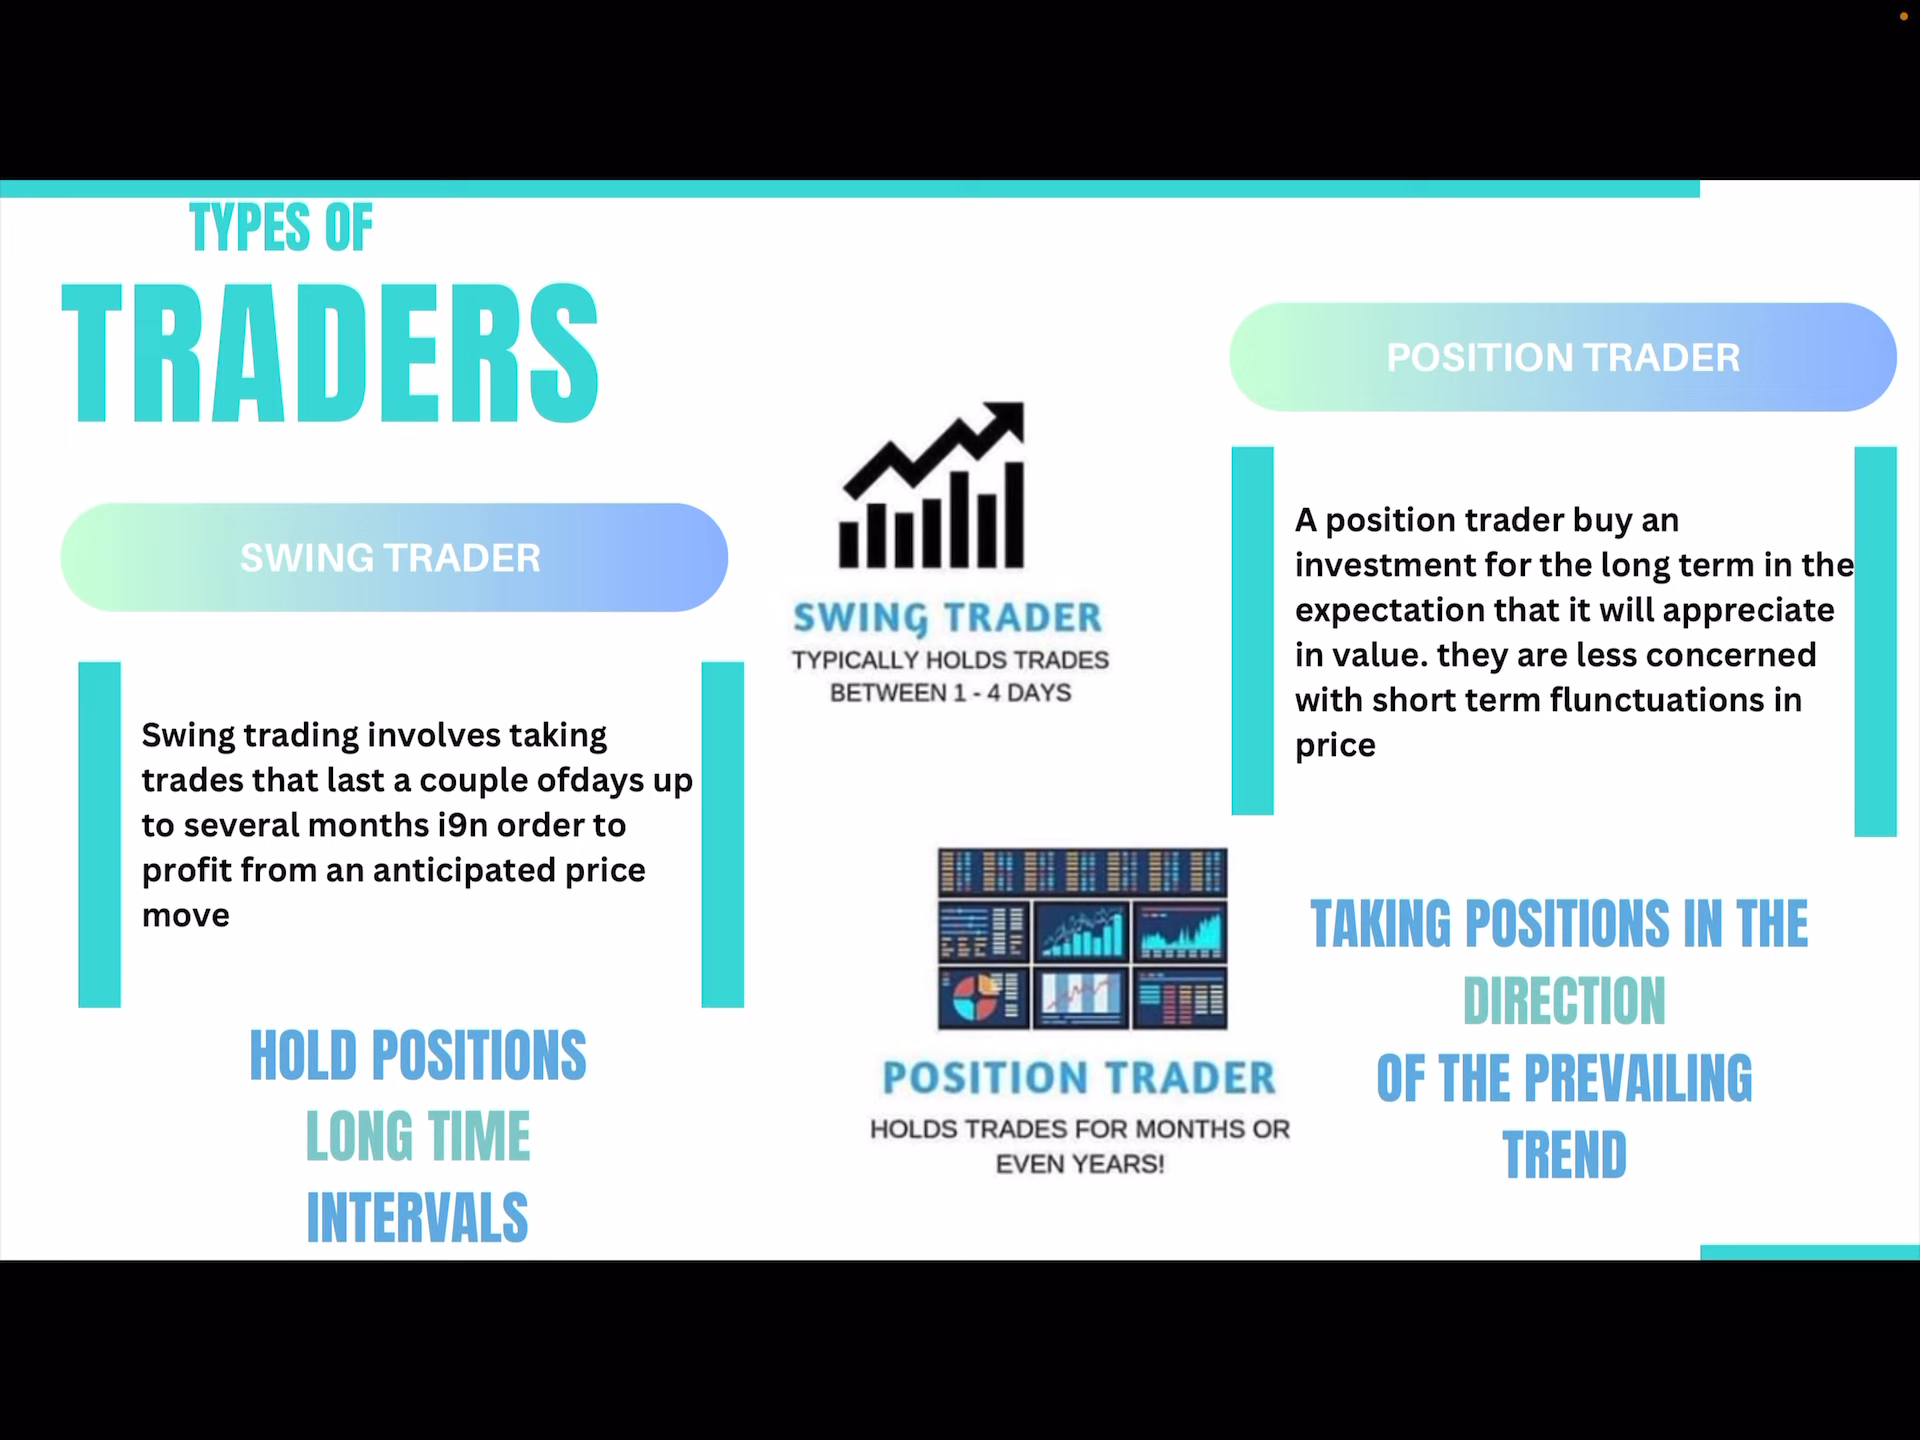 TYPES OF
TRADERS
SWING TRADER
Swing trading involves taking
trades that last a couple ofdays up
to several months i9n order to
profit from an anticipated price
move
HOLD POSITIONS
LONG TIME
INTERVALS
SWING TRADER
TYPICALLY HOLDS TRADES
BETWEEN 1 - 4 DAYS
POSITION TRADER
HOLDS TRADES FOR MONTHS OR
EVEN YEARS!
POSITION TRADER
A position trader buy an
investment for the long term in the
expectation that it will appreciate
in value. they are less concerned
with short term flunctuations in
price
TAKING POSITIONS IN THE
DIRECTION
OF THE PREVAILING
TREND